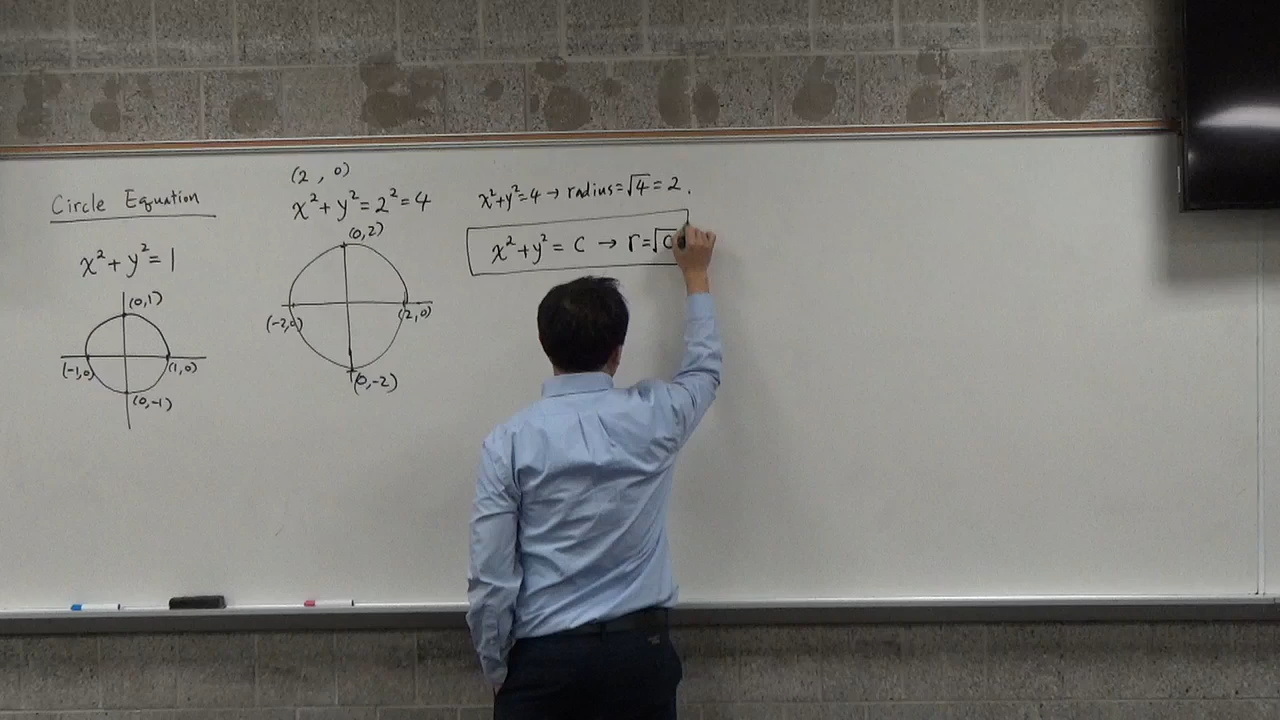 Circle Equation
x²+y²=1
(0,1)
(-1,0)
(1,0)
(0,-1)
(2, 0)
x²+y²=2²=4
(0,2)
(-2,0)
(2,0)
(0,-2)
x²+y²=4→radius=√4=2.
x²+y²=C→r=√C